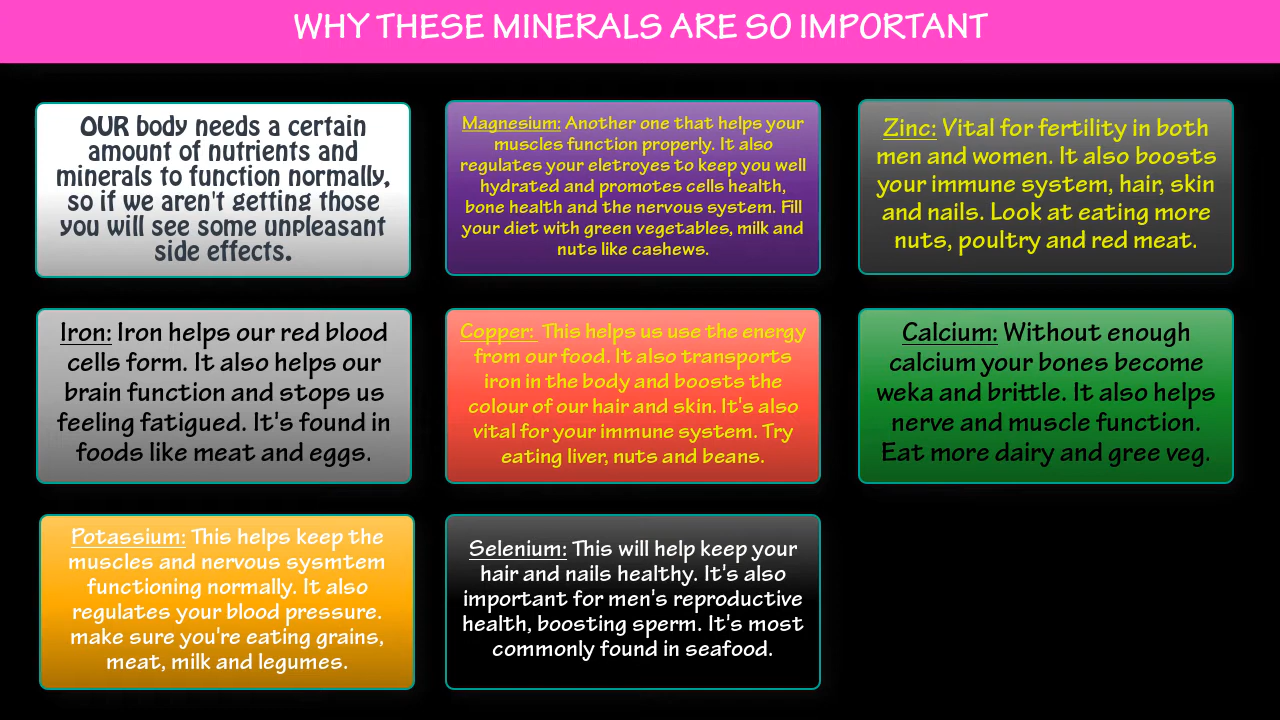 WHY THESE MINERALS ARE SO IMPORTANT
OUR body needs a certain
amount of nutrients and
minerals to function normally,
so if we aren't getting those
you will see some unpleasant
side effects.
Magnesium: Another one that helps your
muscles function properly. It also
regulates your eletroyes to keep you well
hydrated and promotes cells health,
bone health and the nervous system. Fill
your diet with green vegetables, milk and
nuts like cashews.
Zinc: Vital for fertility in both
men and women. It also boosts
your immune system, hair, skin
and nails. Look at eating more
nuts, poultry and red meat.
Iron: Iron helps our red blood
cells form. It also helps our
brain function and stops us
feeling fatigued. It's found in
foods like meat and eggs.
Copper: This helps us use the energy
from our food. It also transports
iron in the body and boosts the
colour of our hair and skin. It's also
vital for your immune system. Try
eating liver, nuts and beans.
Calcium: Without enough
calcium your bones become
weka and brittle. It also helps
nerve and muscle function.
Eat more dairy and gree veg.
Potassium: This helps keep the
muscles and nervous sysmtem
functioning normally. It also
regulates your blood pressure.
make sure you're eating grains,
meat, milk and legumes.
Selenium: This will help keep your
hair and nails healthy. It's also
important for men's reproductive
health, boosting sperm. It's most
commonly found in seafood.